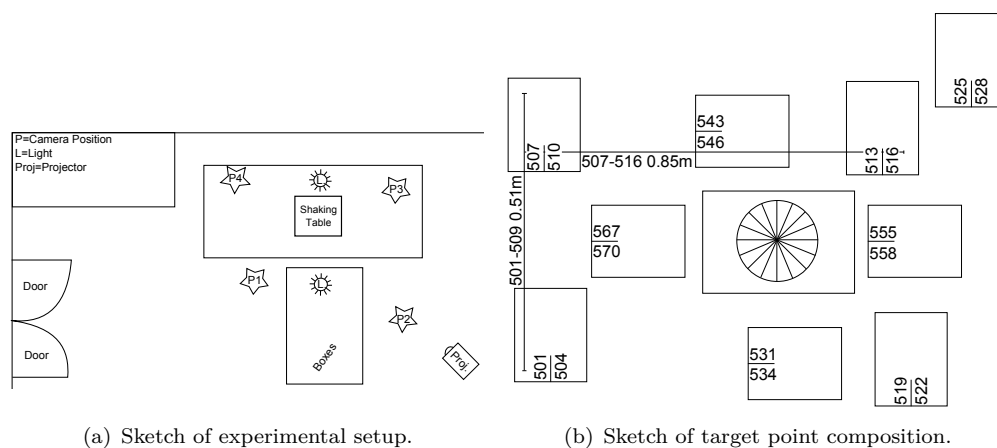 P=Camera Position
L=Light
Proj=Projector
P4
L
P3
Shaking
Table
Door
P1
L
P2
Door
Boxes
Proj.
(a) Sketch of experimental setup.
525
528
543
546
507
510
507-516 0.85m
513
516
501-509 0.51m
567
570
555
558
501
504
531
534
519
522
(b) Sketch of target point composition.